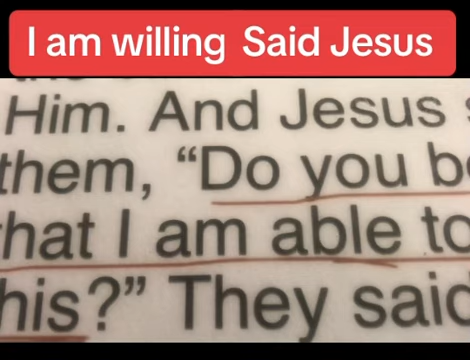 I am willing Said Jesus
Him. And Jesus
them, “Do you b
hat I am able to
his?” They said